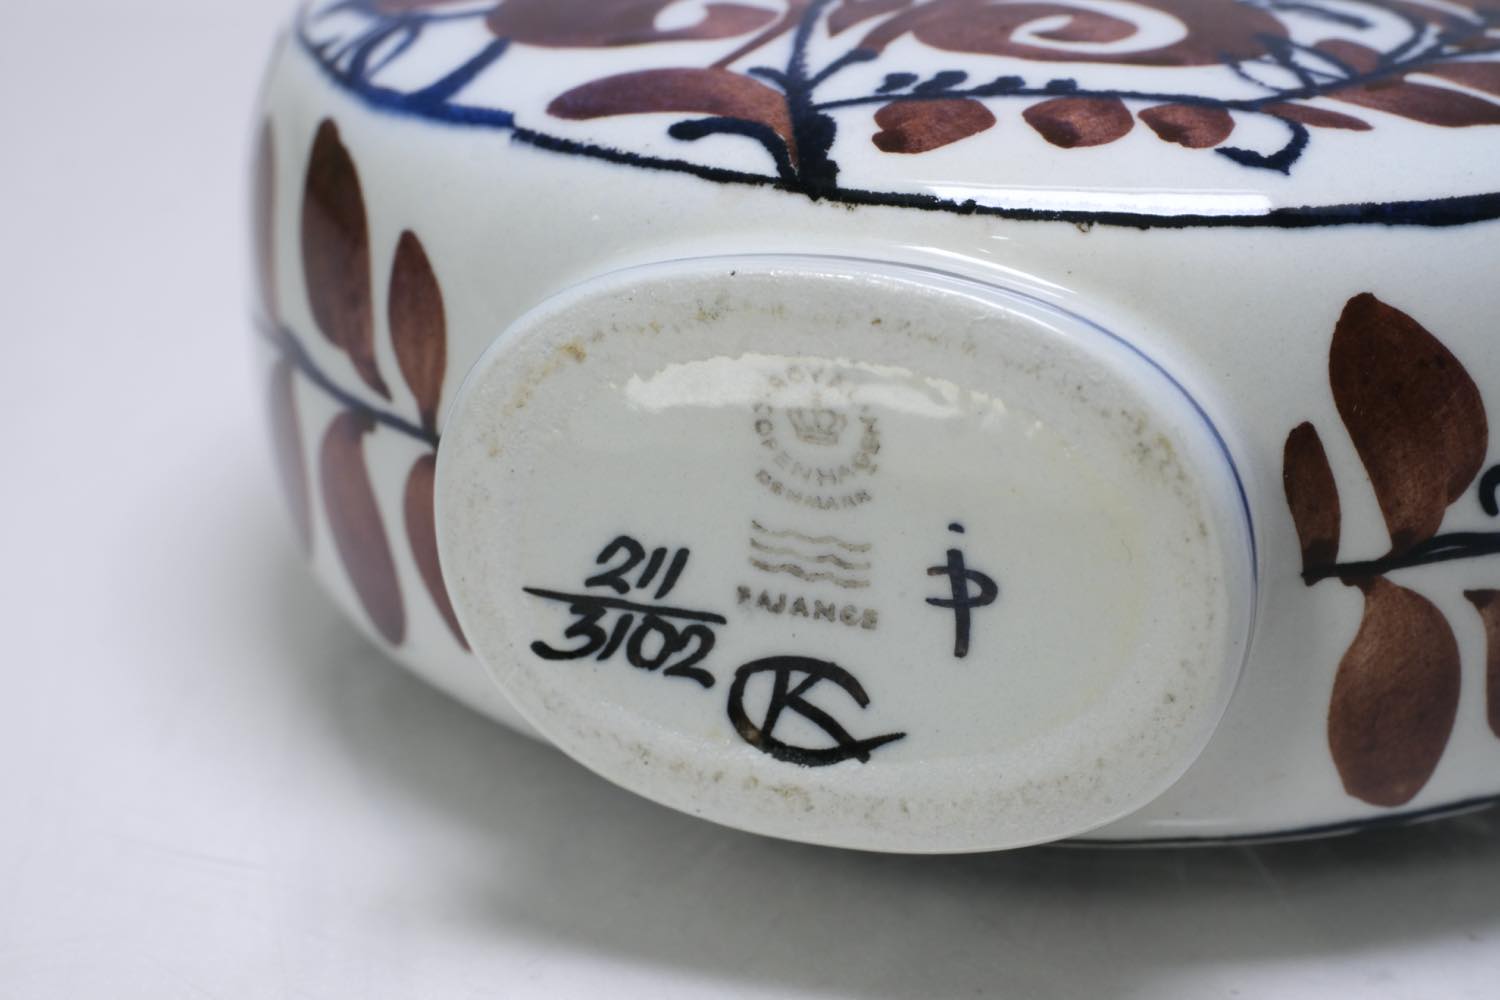 ROYAL
COPENHAGEN
DENMARK
FAJANCE
211
3102